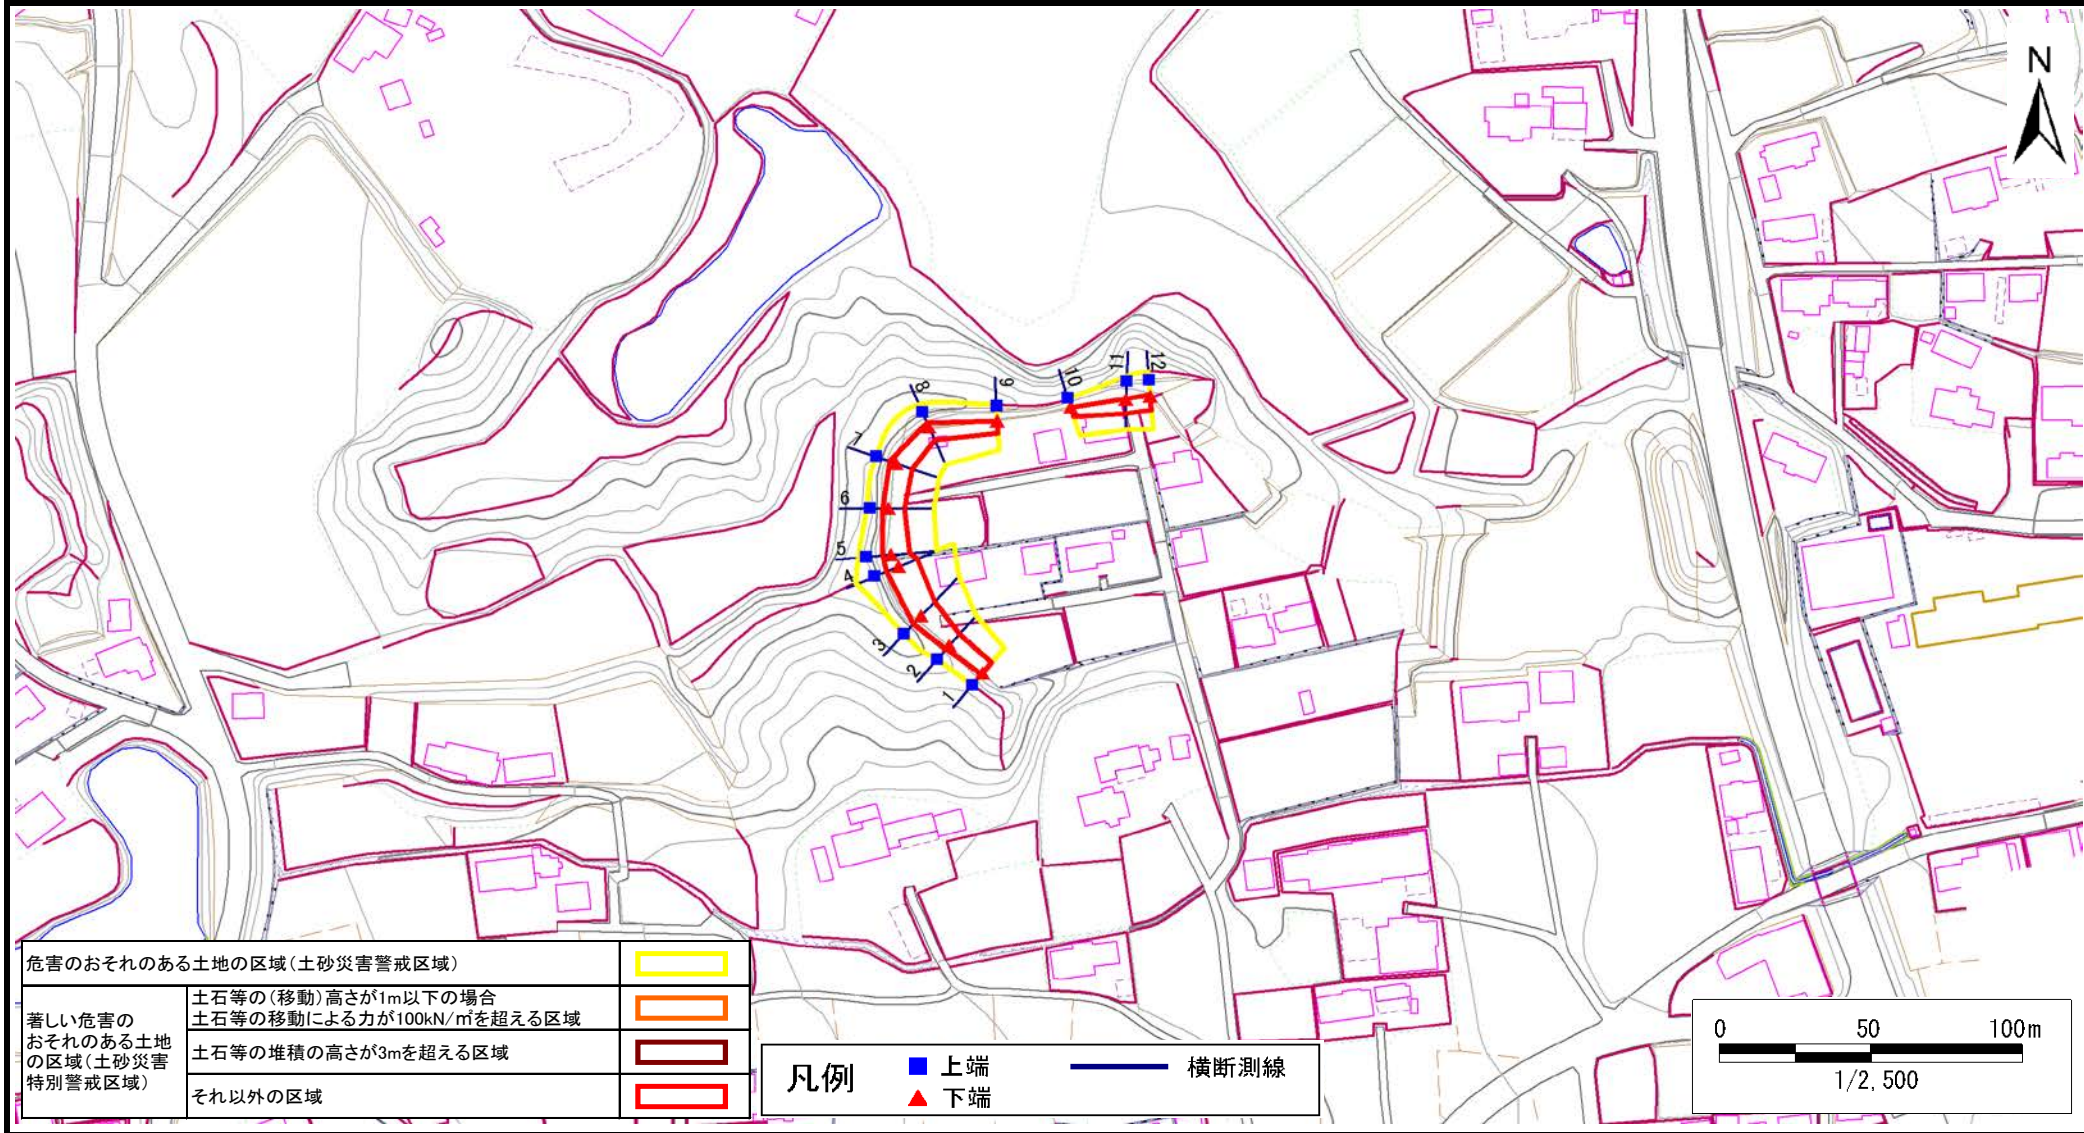 N
11
12
10
9
8
7
6
5
4
3
2
1
危害のおそれのある土地の区域(土砂災害警戒区域)
著しい危害の
おそれのある土地
の区域(土砂災害
特別警戒区域)
土石等の(移動)高さが1m以下の場合
土石等の移動による力が100kN/㎡を超える区域
土石等の堆積の高さが3mを超える区域
それ以外の区域
凡例
上端
下端
横断測線
0 50 100m
1/2,500